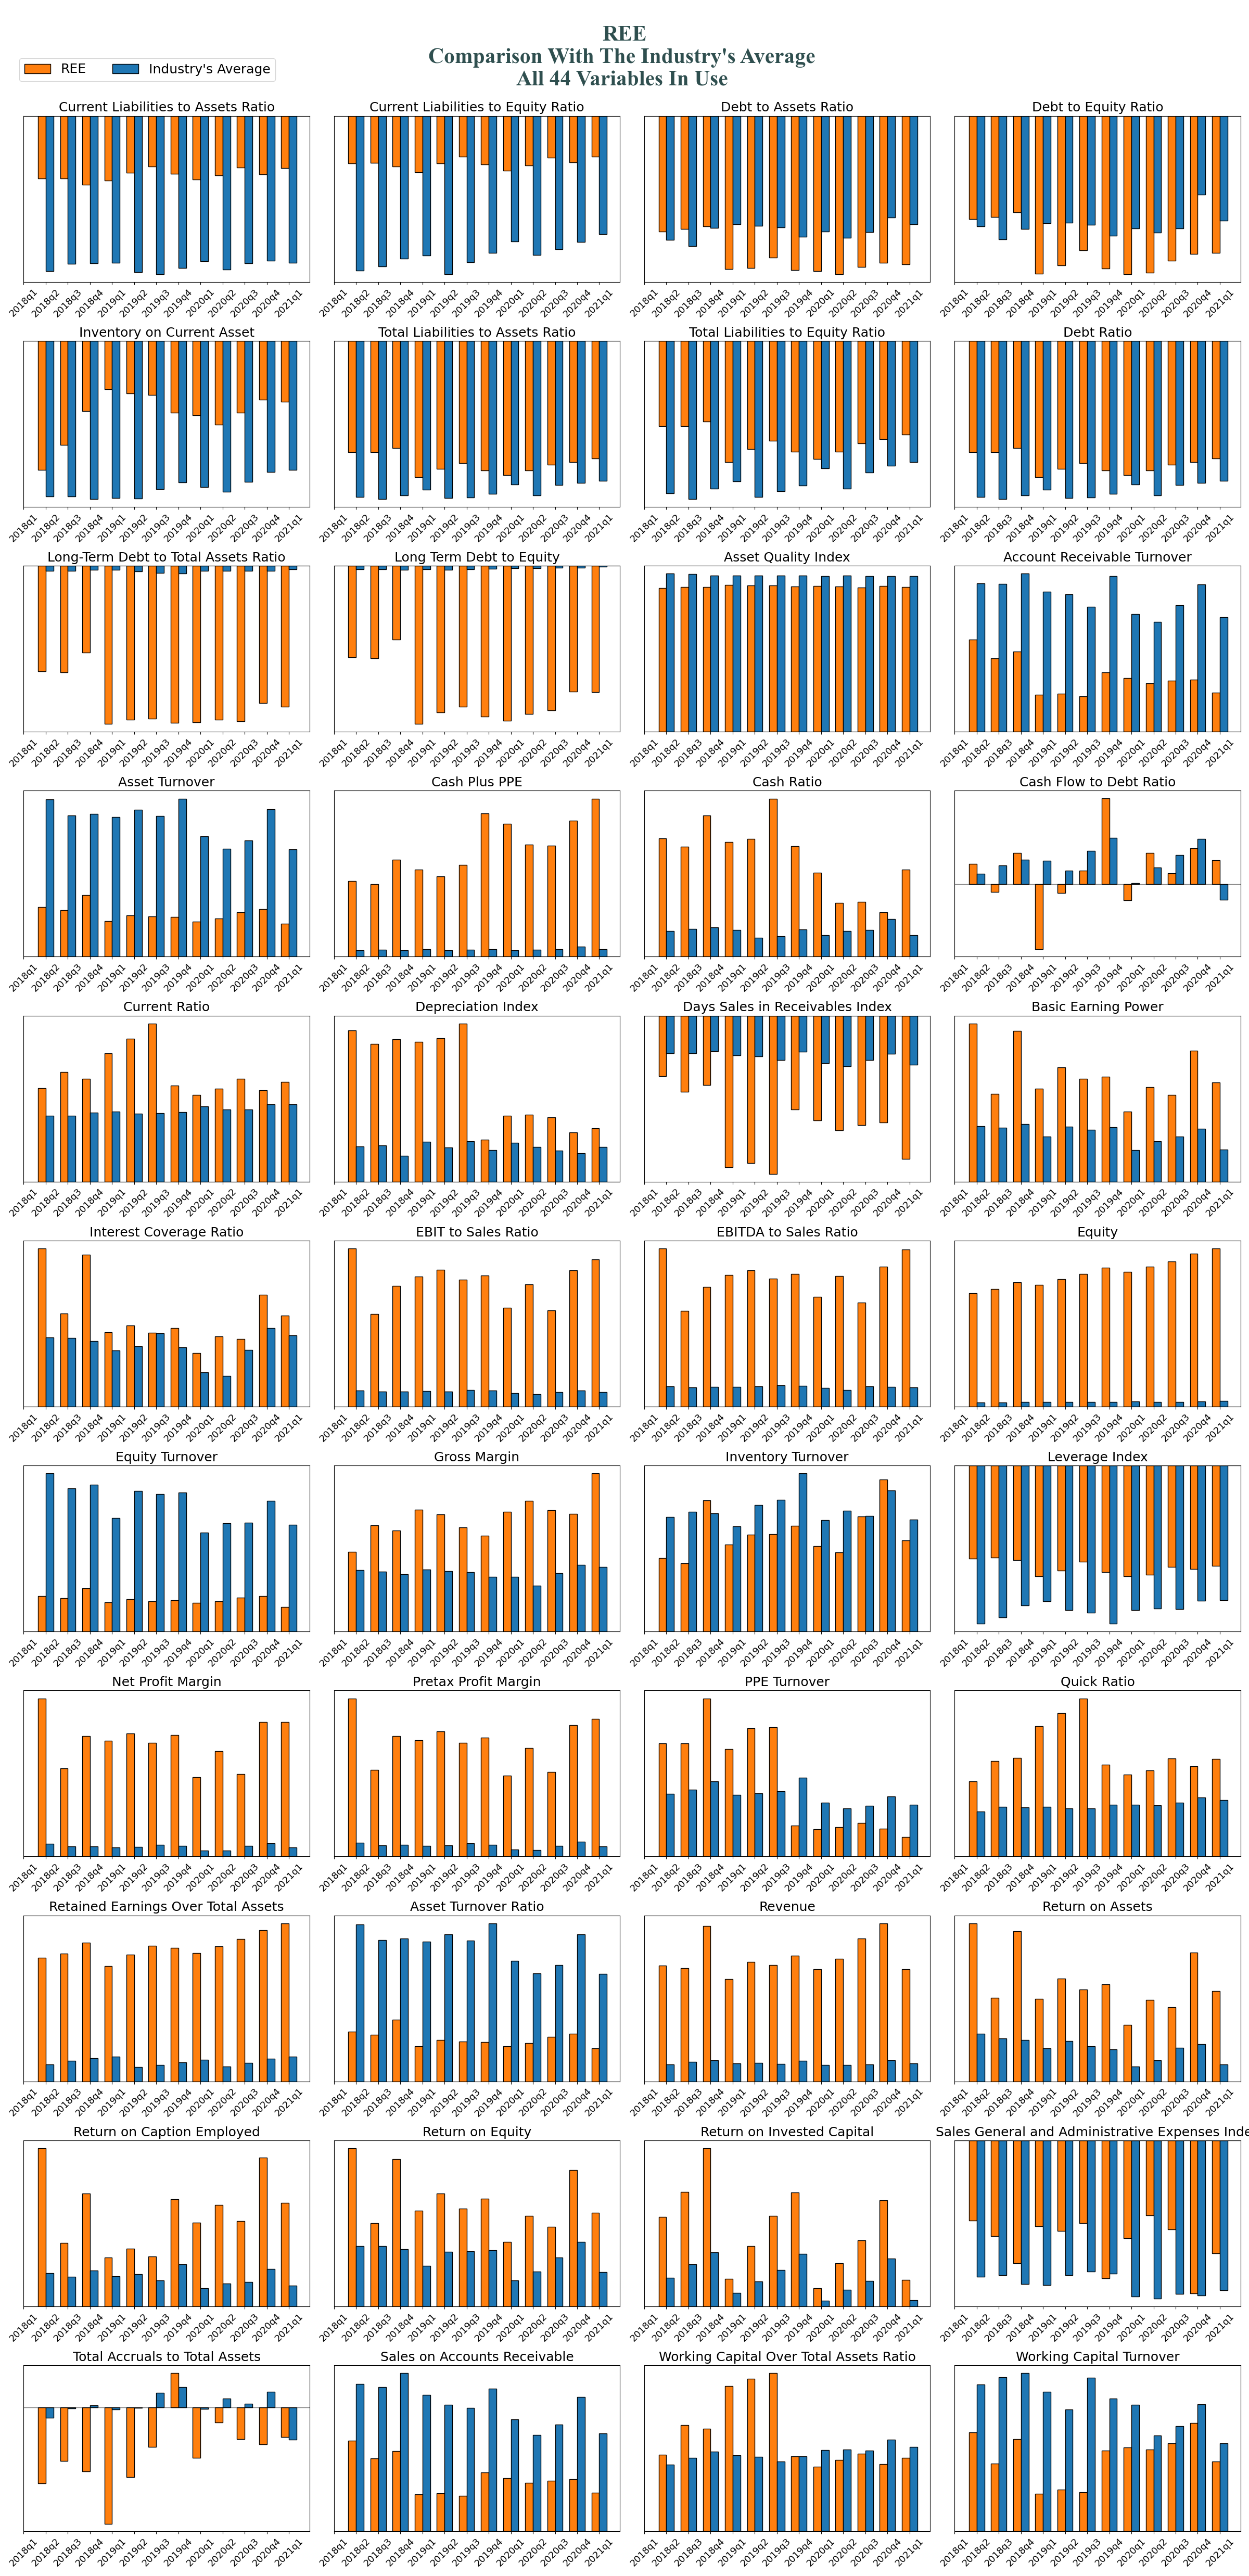 REE
Comparison With The Industry's Average
All 44 Variables In Use
REE Industry's Average
Current Liabilities to Assets Ratio Current Liabilities to Equity Ratio Debt to Assets Ratio Debt to Equity Ratio
Inventory on Current Asset Total Liabilities to Assets Ratio Total Liabilities to Equity Ratio Debt Ratio
Long-Term Debt to Total Assets Ratio Long Term Debt to Equity Asset Quality Index Account Receivable Turnover
Asset Turnover Cash Plus PPE Cash Ratio Cash Flow to Debt Ratio
Current Ratio Depreciation Index Days Sales in Receivables Index Basic Earning Power
Interest Coverage Ratio EBIT to Sales Ratio EBITDA to Sales Ratio Equity
Equity Turnover Gross Margin Inventory Turnover Leverage Index
Net Profit Margin Pretax Profit Margin PPE Turnover Quick Ratio
Retained Earnings Over Total Assets Asset Turnover Ratio Revenue Return on Assets
Return on Caption Employed Return on Equity Return on Invested Capital Sales General and Administrative Expenses Inde
Total Accruals to Total Assets Sales on Accounts Receivable Working Capital Over Total Assets Ratio Working Capital Turnover
2018q1 2018q2 2018q3 2018q4 2019q1 2019q2 2019q3 2019q4 2020q1 2020q2 2020q3 2020q4 2021q1